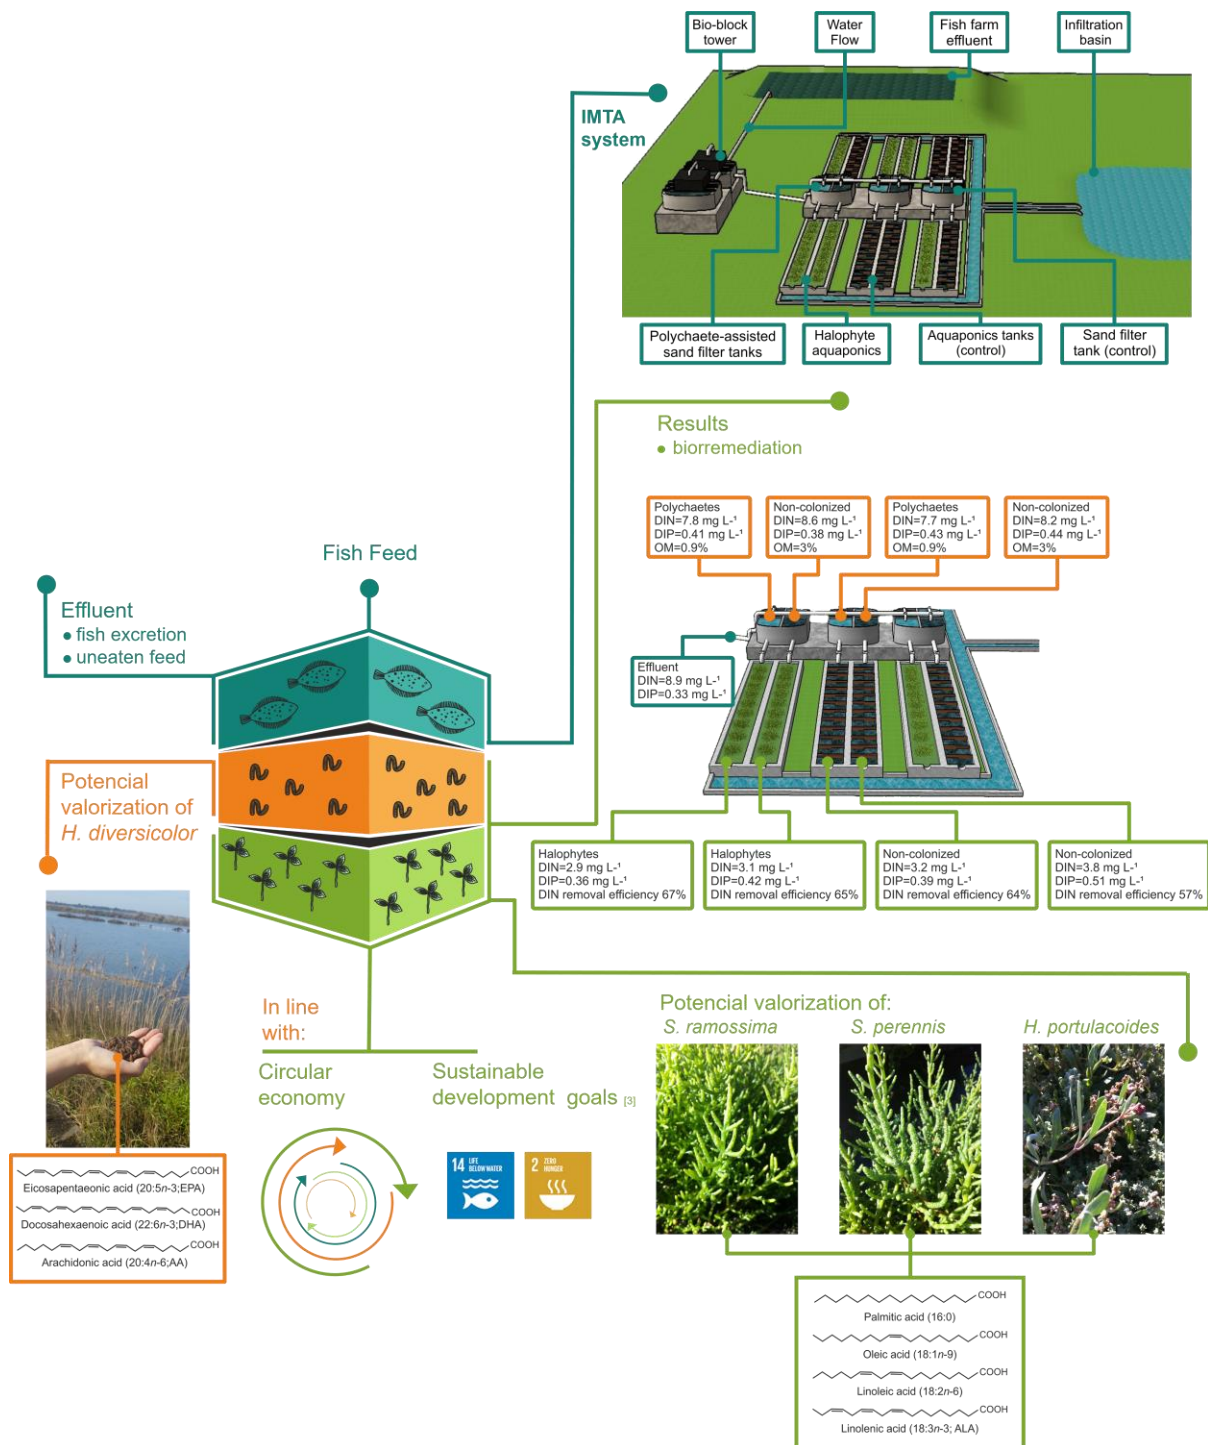 Bio-block
tower
Water
Flow
Fish farm
effluent
Infiltration
basin
IMTA
system
Polychaete-assisted
sand filter tanks
Halophyte
aquaponics
Aquaponics tanks
(control)
Sand filter
tank (control)
Results
• biorremediation
Polychaetes
DIN=7.8 mg L-¹
DIP=0.41 mg L-¹
OM=0.9%
Non-colonized
DIN=8.6 mg L-¹
DIP=0.38 mg L-¹
OM=3%
Polychaetes
DIN=7.7 mg L-¹
DIP=0.43 mg L-¹
OM=0.9%
Non-colonized
DIN=8.2 mg L-¹
DIP=0.44 mg L-¹
OM=3%
Fish Feed
Effluent
• fish excretion
• uneaten feed
Effluent
DIN=8.9 mg L-¹
DIP=0.33 mg L-¹
Potencial
valorization of
H. diversicolor
Halophytes
DIN=2.9 mg L-¹
DIP=0.36 mg L-¹
DIN removal efficiency 67%
Halophytes
DIN=3.1 mg L-¹
DIP=0.42 mg L-¹
DIN removal efficiency 65%
Non-colonized
DIN=3.2 mg L-¹
DIP=0.39 mg L-¹
DIN removal efficiency 64%
Non-colonized
DIN=3.8 mg L-¹
DIP=0.51 mg L-¹
DIN removal efficiency 57%
In line
with:
Circular
economy
Sustainable
development goals [3]
14 LIFE
BELOW WATER
2 ZERO
HUNGER
Potencial valorization of:
S. ramossima
S. perennis
H. portulacoides
COOH
Eicosapentaeonic acid (20:5n-3;EPA)
COOH
Docosahexaenoic acid (22:6n-3;DHA)
COOH
Arachidonic acid (20:4n-6;AA)
COOH
Palmitic acid (16:0)
COOH
Oleic acid (18:1n-9)
COOH
Linoleic acid (18:2n-6)
COOH
Linolenic acid (18:3n-3; ALA)